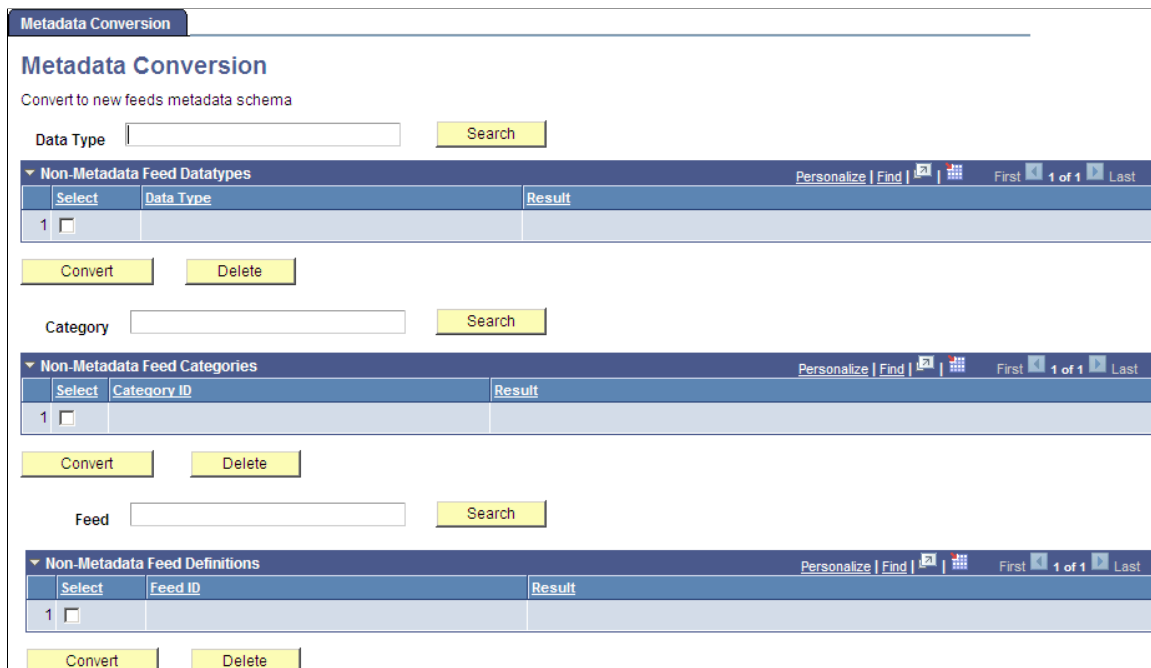 Metadata Conversion
Metadata Conversion
Convert to new feeds metadata schema
Data Type Search
Non-Metadata Feed Datatypes Personalize | Find | | First 1 of 1 Last
Select Data Type Result
1
Convert Delete
Category Search
Non-Metadata Feed Categories Personalize | Find | | First 1 of 1 Last
Select Category ID Result
1
Convert Delete
Feed Search
Non-Metadata Feed Definitions Personalize | Find | | First 1 of 1 Last
Select Feed ID Result
1
Convert Delete